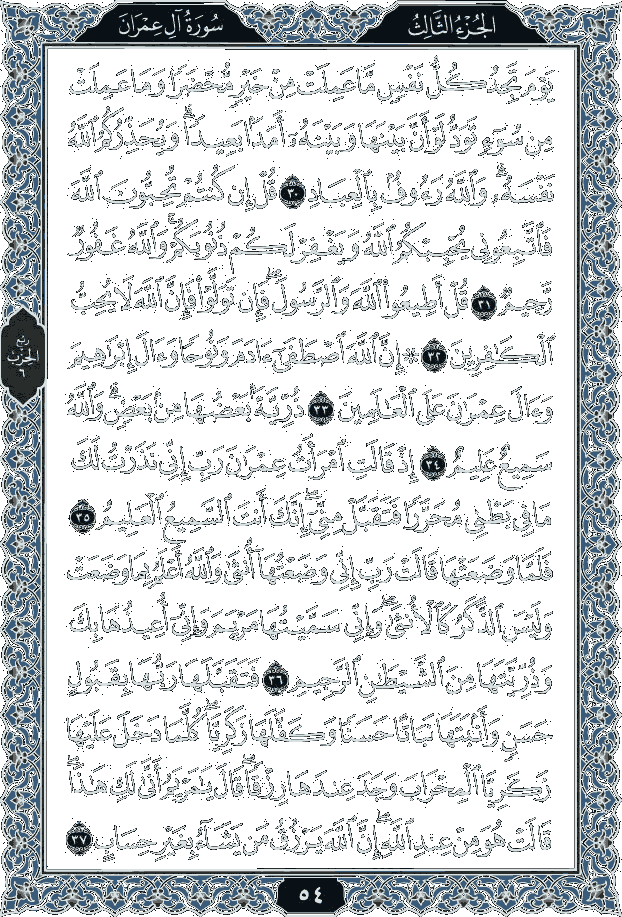 سُورَةُ آلِ عِمْرَانَ
الجُزْءُ الثَّالِثُ
يَوْمَ تَجِدُ كُلُّ نَفْسٍ مَّا عَمِلَتْ مِنْ خَيْرٍ مُّحْضَرًا وَمَا عَمِلَتْ
مِن سُوٓءٍ تَوَدُّ لَوْ أَنَّ بَيْنَهَا وَبَيْنَهُۥٓ أَمَدًۢا بَعِيدًا ۗ وَيُحَذِّرُكُمُ ٱللَّهُ
نَفْسَهُۥ ۗ وَٱللَّهُ رَءُوفٌۢ بِٱلْعِبَادِ ٣٠ قُلْ إِن كُنتُمْ تُحِبُّونَ ٱللَّهَ
فَٱتَّبِعُونِى يُحْبِبْكُمُ ٱللَّهُ وَيَغْفِرْ لَكُمْ ذُنُوبَكُمْ ۗ وَٱللَّهُ غَفُورٌ
رَّحِيمٌ ٣١ قُلْ أَطِيعُوا۟ ٱللَّهَ وَٱلرَّسُولَ ۖ فَإِن تَوَلَّوْا۟ فَإِنَّ ٱللَّهَ لَا يُحِبُّ
ٱلْكَٰفِرِينَ ٣٢ ۞ إِنَّ ٱللَّهَ ٱصْطَفَىٰٓ ءَادَمَ وَنُوحًا وَءَالَ إِبْرَٰهِيمَ
وَءَالَ عِمْرَٰنَ عَلَى ٱلْعَٰلَمِينَ ٣٣ ذُرِّيَّةًۢ بَعْضُهَا مِنۢ بَعْضٍ ۗ وَٱللَّهُ
سَمِيعٌ عَلِيمٌ ٣٤ إِذْ قَالَتِ ٱمْرَأَتُ عِمْرَٰنَ رَبِّ إِنِّى نَذَرْتُ لَكَ
مَا فِى بَطْنِى مُحَرَّرًا فَتَقَبَّلْ مِنِّىٓ ۖ إِنَّكَ أَنتَ ٱلسَّمِيعُ ٱلْعَلِيمُ ٣٥
فَلَمَّا وَضَعَتْهَا قَالَتْ رَبِّ إِنِّى وَضَعْتُهَآ أُنثَىٰ وَٱللَّهُ أَعْلَمُ بِمَا وَضَعَتْ
وَلَيْسَ ٱلذَّكَرُ كَٱلْأُنثَىٰ ۖ وَإِنِّى سَمَّيْتُهَا مَرْيَمَ وَإِنِّىٓ أُعِيذُهَا بِكَ
وَذُرِّيَّتَهَا مِنَ ٱلشَّيْطَٰنِ ٱلرَّجِيمِ ٣٦ فَتَقَبَّلَهَا رَبُّهَا بِقَبُولٍ
حَسَنٍ وَأَنۢبَتَهَا نَبَاتًا حَسَنًا وَكَفَّلَهَا زَكَرِيَّا ۖ كُلَّمَا دَخَلَ عَلَيْهَا
زَكَرِيَّا ٱلْمِحْرَابَ وَجَدَ عِندَهَا رِزْقًا ۖ قَالَ يَٰمَرْيَمُ أَنَّىٰ لَكِ هَٰذَا ۖ
قَالَتْ هُوَ مِنْ عِندِ ٱللَّهِ ۖ إِنَّ ٱللَّهَ يَرْزُقُ مَن يَشَآءُ بِغَيْرِ حِسَابٍ ٣٧
ربع
الحزب
٦
٥٤